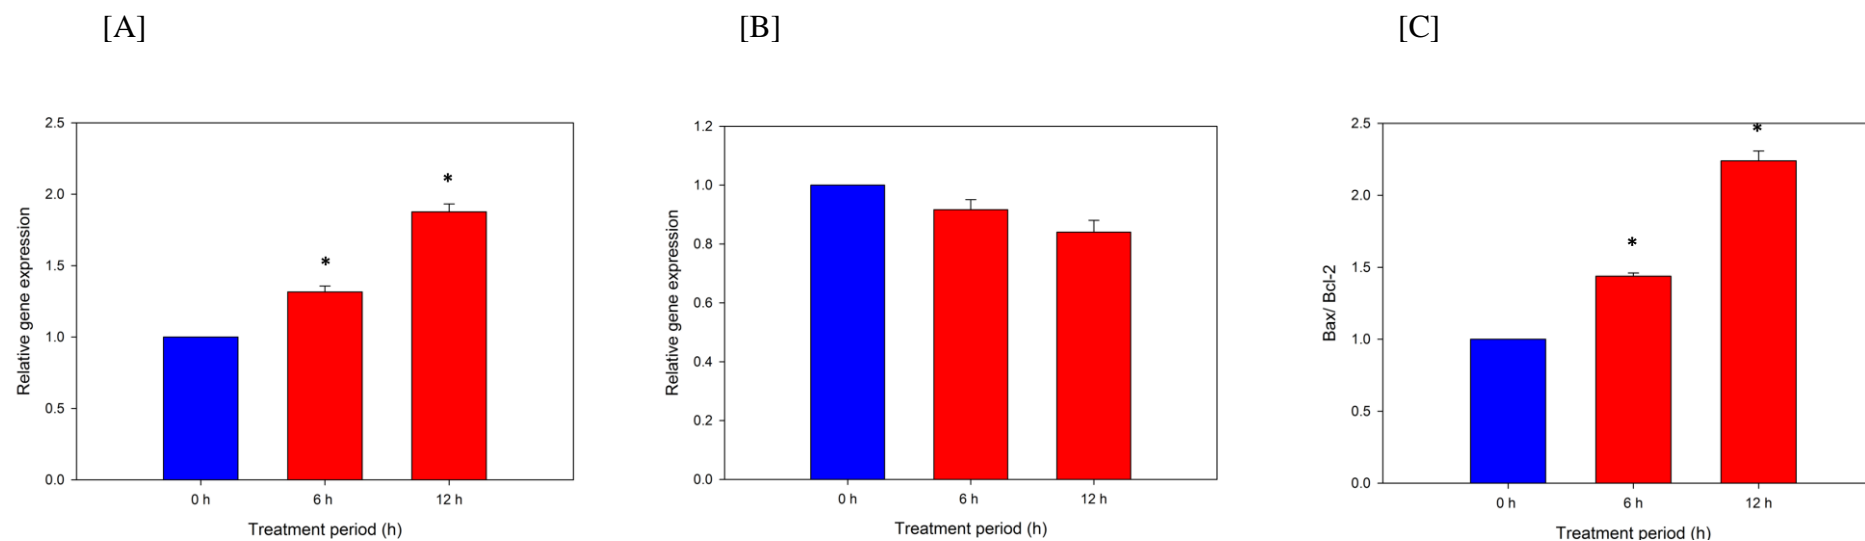 [A]
[B]
[C]
Relative gene expression
2.5
2.0
1.5
1.0
0.5
0.0
*
*
0 h
6 h
12 h
Treatment period (h)
Relative gene expression
1.2
1.0
0.8
0.6
0.4
0.2
0.0
0 h
6 h
12 h
Treatment period (h)
Bax/ Bcl-2
2.5
2.0
1.5
1.0
0.5
0.0
*
*
0 h
6 h
12 h
Treatment period (h)